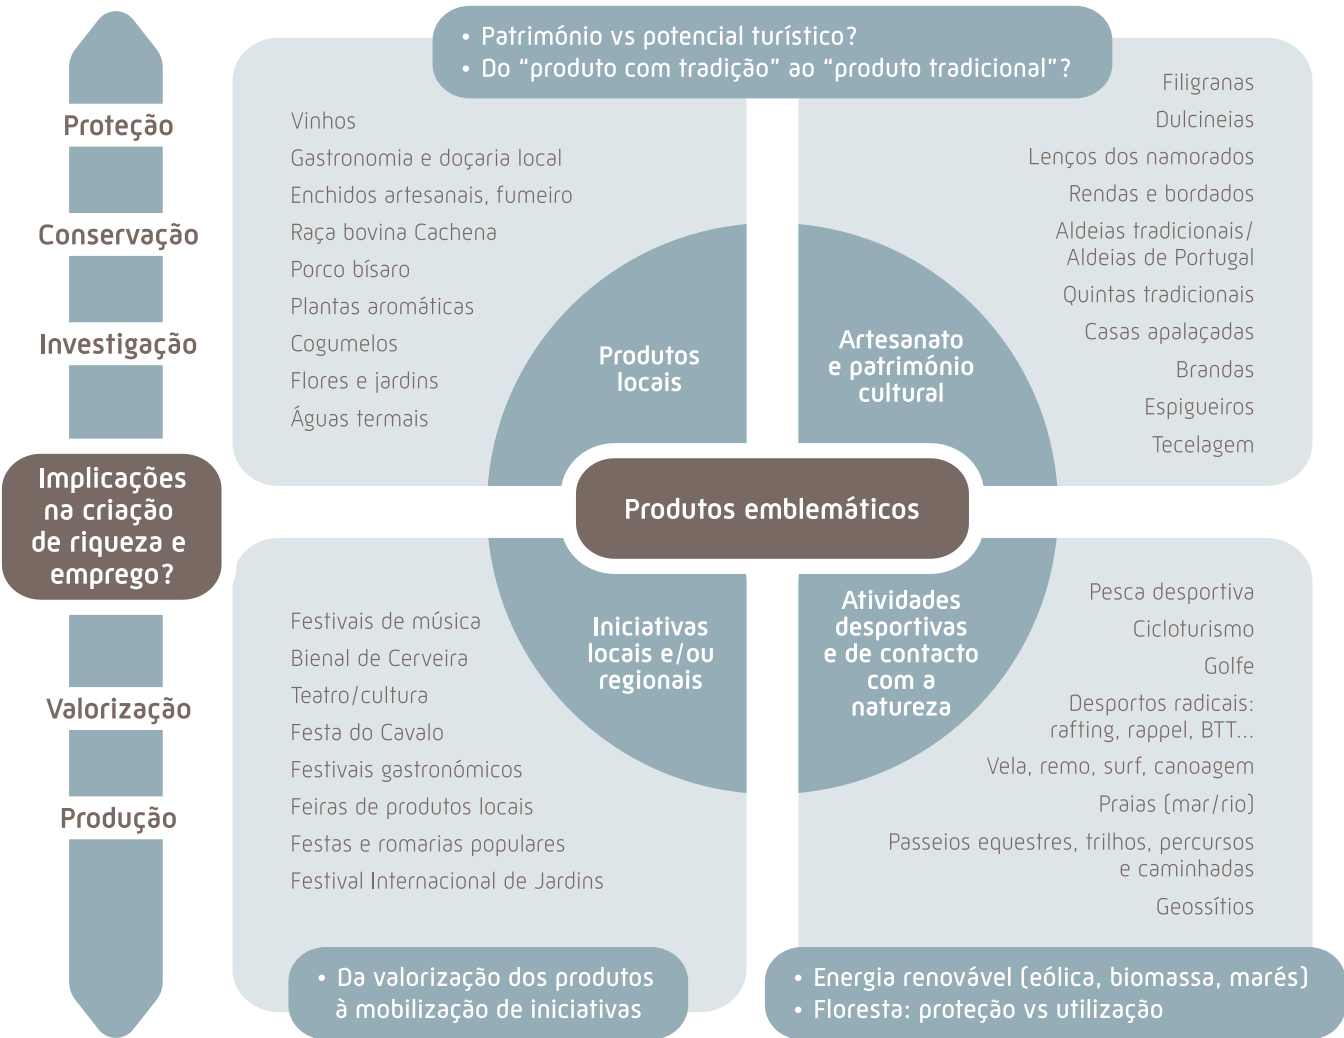 • Património vs potencial turístico?
• Do “produto com tradição” ao “produto tradicional”?
Proteção
Conservação
Investigação
Implicações
na criação
de riqueza e
emprego?
Valorização
Produção
Vinhos
Gastronomia e doçaria local
Enchidos artesanais, fumeiro
Raça bovina Cachena
Porco bísaro
Plantas aromáticas
Cogumelos
Flores e jardins
Águas termais
Produtos
locais
Filigranas
Dulcineias
Lenços dos namorados
Rendas e bordados
Aldeias tradicionais/
Aldeias de Portugal
Quintas tradicionais
Casas apalaçadas
Brandas
Espigueiros
Tecelagem
Artesanato
e património
cultural
Produtos emblemáticos
Festivais de música
Bienal de Cerveira
Teatro/cultura
Festa do Cavalo
Festivais gastronómicos
Feiras de produtos locais
Festas e romarias populares
Festival Internacional de Jardins
Iniciativas
locais e/ou
regionais
Atividades
desportivas
e de contacto
com a
natureza
Pesca desportiva
Cicloturismo
Golfe
Desportos radicais:
rafting, rappel, BTT...
Vela, remo, surf, canoagem
Praias (mar/rio)
Passeios equestres, trilhos, percursos
e caminhadas
Geossítios
• Da valorização dos produtos
à mobilização de iniciativas
• Energia renovável (eólica, biomassa, marés)
• Floresta: proteção vs utilização